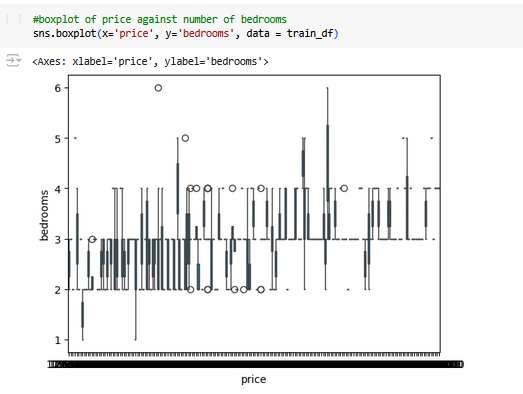 [ ] #boxplot of price against number of bedrooms
sns.boxplot(x='price', y='bedrooms', data = train_df)
<Axes: xlabel='price', ylabel='bedrooms'>
6
5
4
3
2
1
bedrooms
price